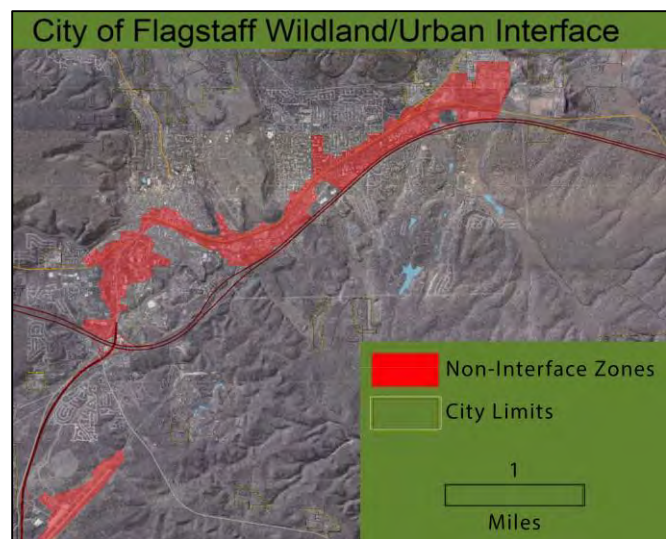 City of Flagstaff Wildland/Urban Interface
Non-Interface Zones
City Limits
1
Miles